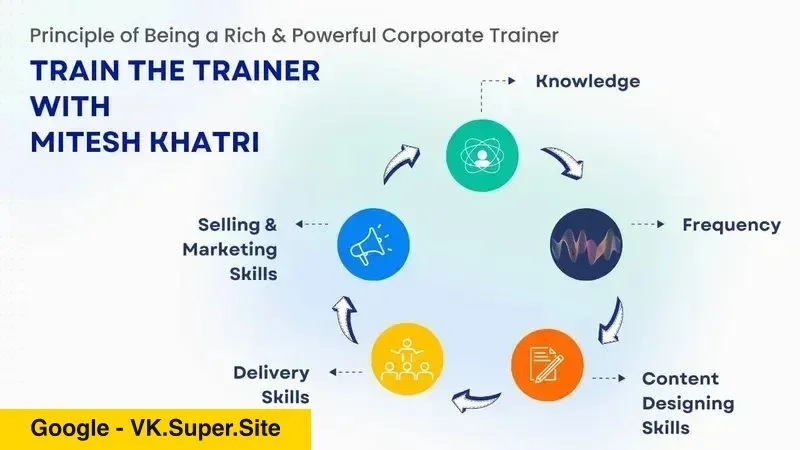 Principle of Being a Rich & Powerful Corporate Trainer
TRAIN THE TRAINER
WITH
MITESH KHATRI
Knowledge
Frequency
Content
Designing
Skills
Delivery
Skills
Selling &
Marketing
Skills
Google - VK.Super.Site